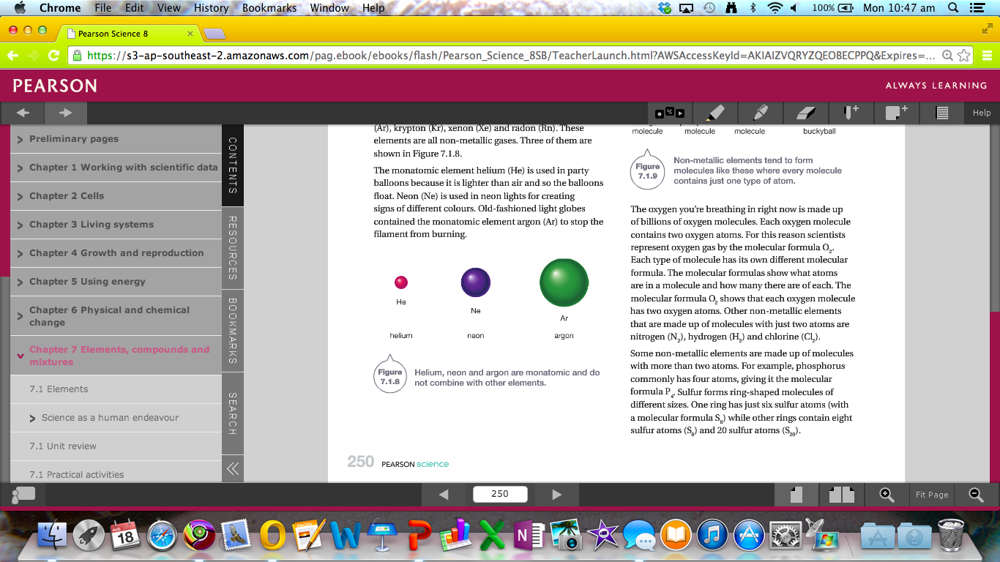 Chrome File Edit View History Bookmarks Window Help
100% Mon 10:47 am
Pearson Science 8
https://s3-ap-southeast-2.amazonaws.com/pag.ebook/ebooks/flash/Pearson_Science_8SB/TeacherLaunch.html?AWSAccessKeyId=AKIAIZVQRYZQEOBECPPQ&Expires=...
PEARSON
ALWAYS LEARNING
Help
Preliminary pages
Chapter 1 Working with scientific data
Chapter 2 Cells
Chapter 3 Living systems
Chapter 4 Growth and reproduction
Chapter 5 Using energy
Chapter 6 Physical and chemical
change
Chapter 7 Elements, compounds and
mixtures
7.1 Elements
Science as a human endeavour
7.1 Unit review
7.1 Practical activities
CONTENTS
RESOURCES
BOOKMARKS
SEARCH
(Ar), krypton (Kr), xenon (Xe) and radon (Rn). These
elements are all non-metallic gases. Three of them are
shown in Figure 7.1.8.
The monatomic element helium (He) is used in party
balloons because it is lighter than air and so the balloons
float. Neon (Ne) is used in neon lights for creating
signs of different colours. Old-fashioned light globes
contained the monatomic element argon (Ar) to stop the
filament from burning.
He
Ne
Ar
helium neon argon
Figure
7.1.8
Helium, neon and argon are monatomic and do
not combine with other elements.
250 PEARSON science
molecule molecule molecule buckyball
Figure
7.1.9
Non-metallic elements tend to form
molecules like these where every molecule
contains just one type of atom.
The oxygen you're breathing in right now is made up
of billions of oxygen molecules. Each oxygen molecule
contains two oxygen atoms. For this reason scientists
represent oxygen gas by the molecular formula O₂.
Each type of molecule has its own different molecular
formula. The molecular formulas show what atoms
are in a molecule and how many there are of each. The
molecular formula O₂ shows that each oxygen molecule
has two oxygen atoms. Other non-metallic elements
that are made up of molecules with just two atoms are
nitrogen (N₂), hydrogen (H₂) and chlorine (Cl₂).
Some non-metallic elements are made up of molecules
with more than two atoms. For example, phosphorus
commonly has four atoms, giving it the molecular
formula P₄. Sulfur forms ring-shaped molecules of
different sizes. One ring has just six sulfur atoms (with
a molecular formula S₆) while other rings contain eight
sulfur atoms (S₈) and 20 sulfur atoms (S₂₀).
250
Fit Page
AUG
18
PAGES